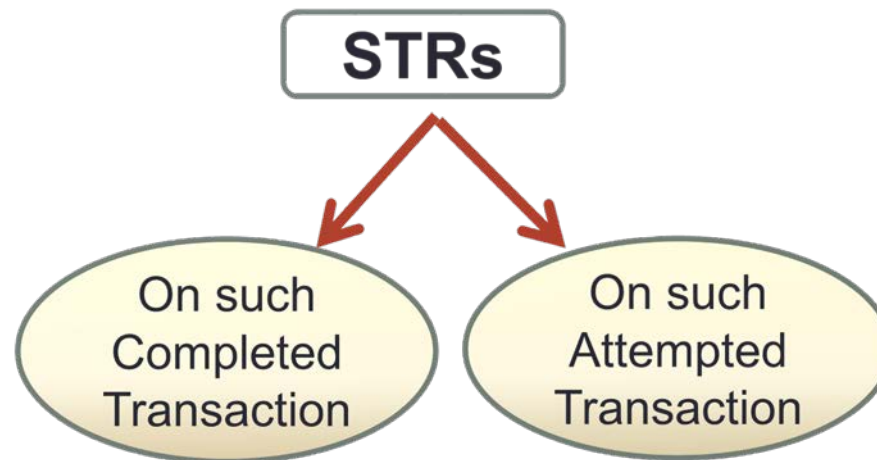 STRs
On such
Completed
Transaction
On such
Attempted
Transaction